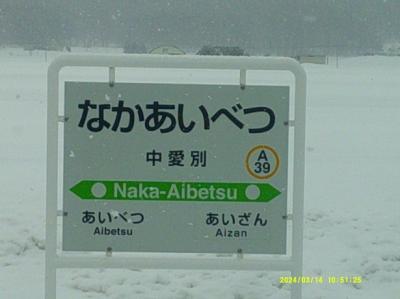 なかあいべつ
中愛別
A
39
Naka-Aibetsu
あいべつ あいざん
Aibetsu Aizan
2024/03/14 10:51:25